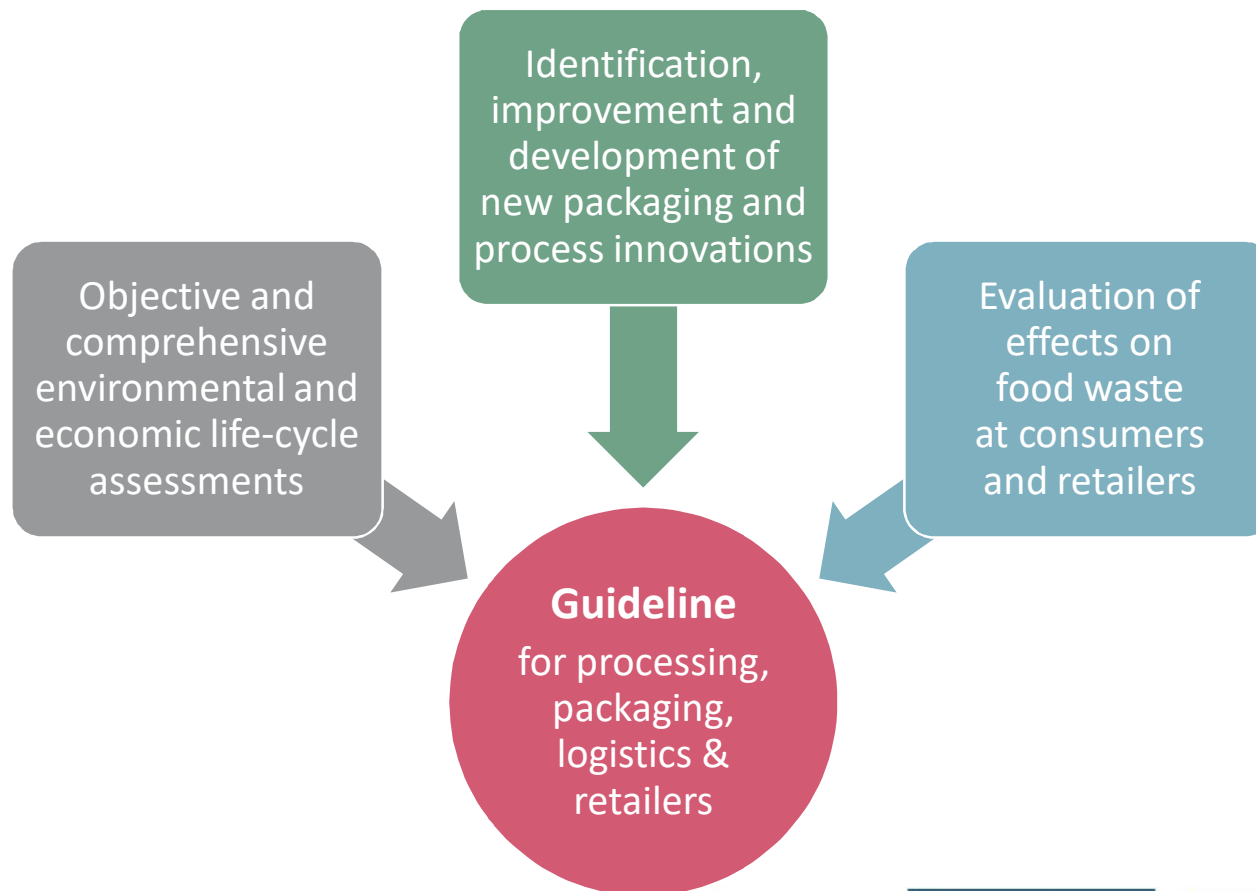 Identification,
improvement and
development of
new packaging and
process innovations
Objective and
comprehensive
environmental and
economic life-cycle
assessments
Evaluation of
effects on
food waste
at consumers
and retailers
Guideline
for processing,
packaging,
logistics &
retailers